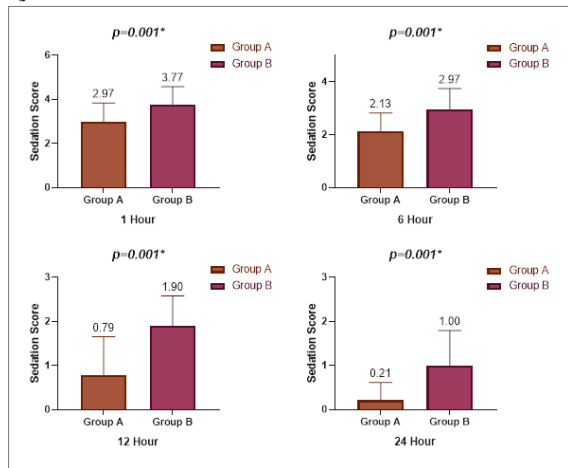 p=0.001*
Group A
Group B
6
4
2
0
Sedation Score
2.97
3.77
Group A
Group B
1 Hour
p=0.001*
Group A
Group B
4
2
0
Sedation Score
2.13
2.97
Group A
Group B
6 Hour
p=0.001*
Group A
Group B
3
2
1
0
Sedation Score
0.79
1.90
Group A
Group B
12 Hour
p=0.001*
Group A
Group B
3
2
1
0
Sedation Score
0.21
1.00
Group A
Group B
24 Hour